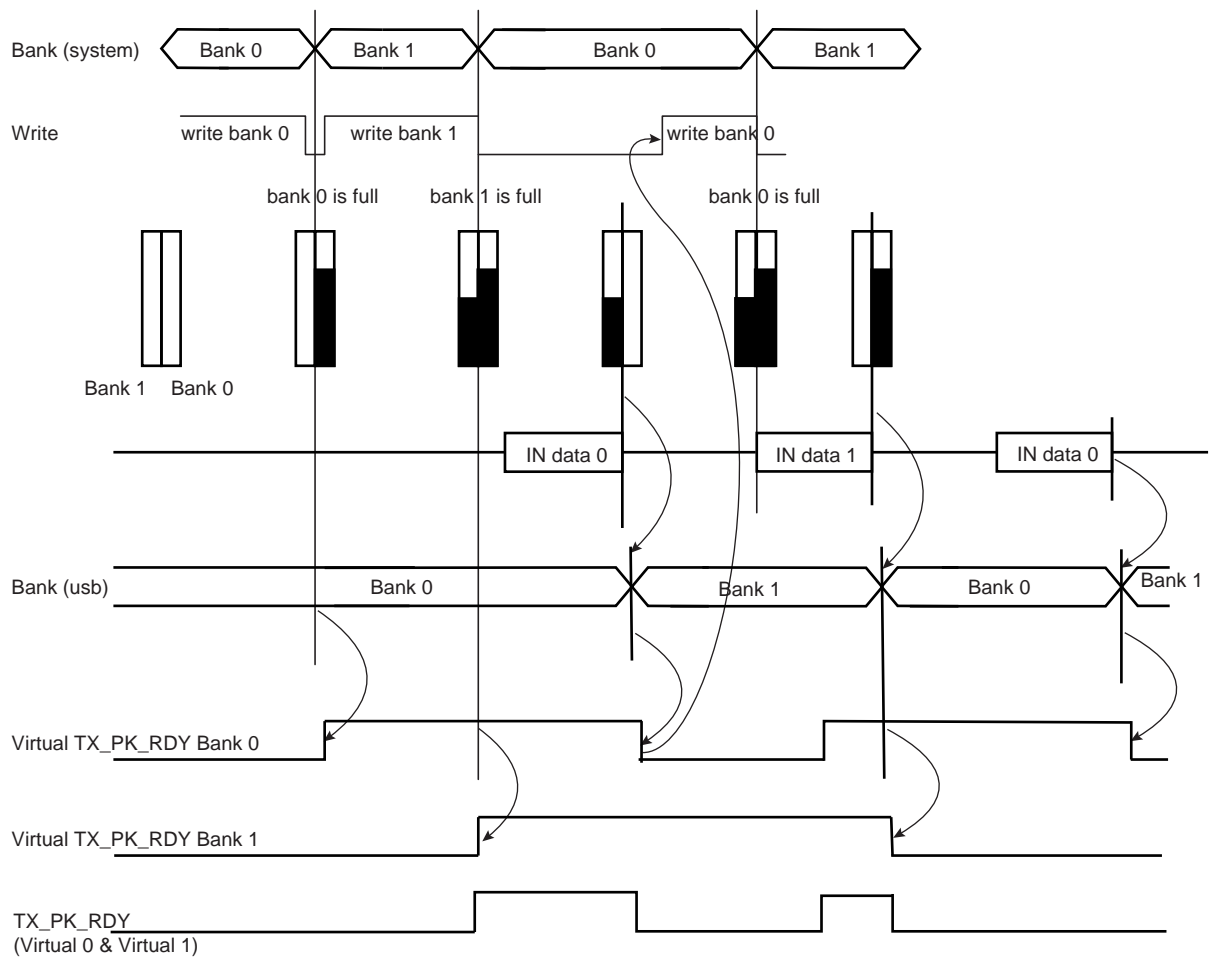 Bank (system)
Bank 0
Bank 1
Bank 0
Bank 1
Write
write bank 0
write bank 1
write bank 0
bank 0 is full
bank 1 is full
bank 0 is full
Bank 1
Bank 0
IN data 0
IN data 1
IN data 0
Bank (usb)
Bank 0
Bank 1
Bank 0
Bank 1
Virtual TX_PK_RDY Bank 0
Virtual TX_PK_RDY Bank 1
TX_PK_RDY
(Virtual 0 & Virtual 1)